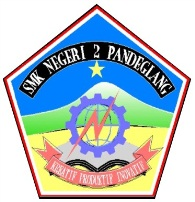 SMK NEGERI 2 PANDEGLANG
KREATIF PRODUKTIF INOVATIF